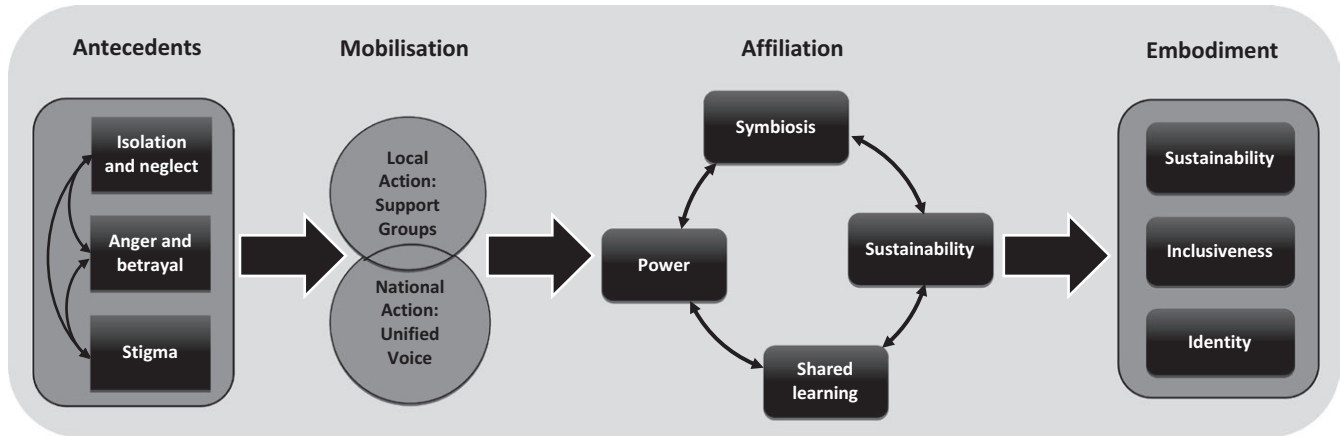 Antecedents
Isolation
and neglect
Anger and
betrayal
Stigma
Mobilisation
Local
Action:
Support
Groups
National
Action:
Unified
Voice
Affiliation
Symbiosis
Power
Sustainability
Shared
learning
Embodiment
Sustainability
Inclusiveness
Identity